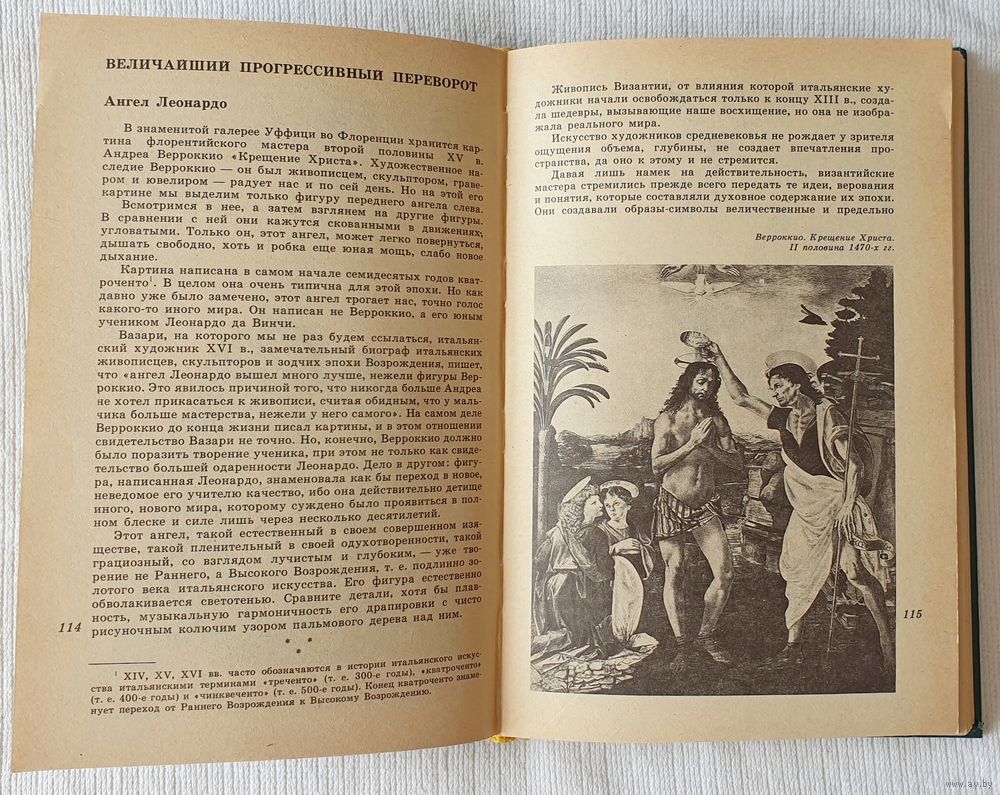 ВЕЛИЧАЙШИЙ ПРОГРЕССИВНЫЙ ПЕРЕВОРОТ
Ангел Леонардо
В знаменитой галерее Уффици во Флоренции хранится кар-
тина флорентийского мастера второй половины XV в.
Андреа Верроккио «Крещение Христа». Художественное на-
следие Верроккио — он был живописцем, скульптором, граве-
ром и ювелиром — радует нас и по сей день. Но на этой его
картине мы выделим только фигуру переднего ангела слева.
Всмотримся в нее, а затем взглянем на другие фигуры.
В сравнении с ней они кажутся скованными в движениях,
угловатыми. Только он, этот ангел, может легко повернуться,
дышать свободно, хоть и робка еще юная мощь, слабо новое
дыхание.
Картина написана в самом начале семидесятых годов кват-
роченто¹. В целом она очень типична для этой эпохи. Но как
давно уже было замечено, этот ангел трогает нас, точно голос
какого-то иного мира. Он написан не Верроккио, а его юным
учеником Леонардо да Винчи.
Вазари, на которого мы не раз будем ссылаться, итальян-
ский художник XVI в., замечательный биограф итальянских
живописцев, скульпторов и зодчих эпохи Возрождения, пишет,
что «ангел Леонардо вышел много лучше, нежели фигуры Вер-
роккио. Это явилось причиной того, что никогда больше Андреа
не хотел прикасаться к живописи, считая обидным, что у маль-
чика больше мастерства, нежели у него самого». На самом деле
Верроккио до конца жизни писал картины, и в этом отношении
свидетельство Вазари не точно. Но, конечно, Верроккио должно
было поразить творение ученика, при этом не только как свиде-
тельство большей одаренности Леонардо. Дело в другом: фигу-
ра, написанная Леонардо, знаменовала как бы переход в новое,
неведомое его учителю качество, ибо она действительно детище
иного, нового мира, которому суждено было проявиться в пол-
ном блеске и силе лишь через несколько десятилетий.
Этот ангел, такой естественный в своем совершенном изя-
ществе, такой пленительный в своей одухотворенности, такой
грациозный, со взглядом лучистым и глубоким, — уже тво-
рение не Раннего, а Высокого Возрождения, т. е. подлинно зо-
лотого века итальянского искусства. Его фигура естественно
обволакивается светотенью. Сравните детали, хотя бы плав-
ность, музыкальную гармоничность его драпировки с чисто
рисуночным колючим узором пальмового дерева над ним.
114
* * *
¹ XIV, XV, XVI вв. часто обозначаются в истории итальянского искус-
ства итальянскими терминами «треченто» (т. е. 300-е годы), «кватроченто»
(т. е. 400-е годы) и «чинквеченто» (т. е. 500-е годы). Конец кватроченто знаме-
нует переход от Раннего Возрождения к Высокому Возрождению.
Живопись Византии, от влияния которой итальянские ху-
дожники начали освобождаться только к концу XIII в., созда-
ла шедевры, вызывающие наше восхищение, но она не изобра-
жала реального мира.
Искусство художников средневековья не рождает у зрителя
ощущения объема, глубины, не создает впечатления про-
странства, да оно к этому и не стремится.
Давая лишь намек на действительность, византийские
мастера стремились прежде всего передать те идеи, верования
и понятия, которые составляли духовное содержание их эпохи.
Они создавали образы-символы величественные и предельно
Верроккио. Крещение Христа.
II половина 1470-х гг.
115
www.av.by